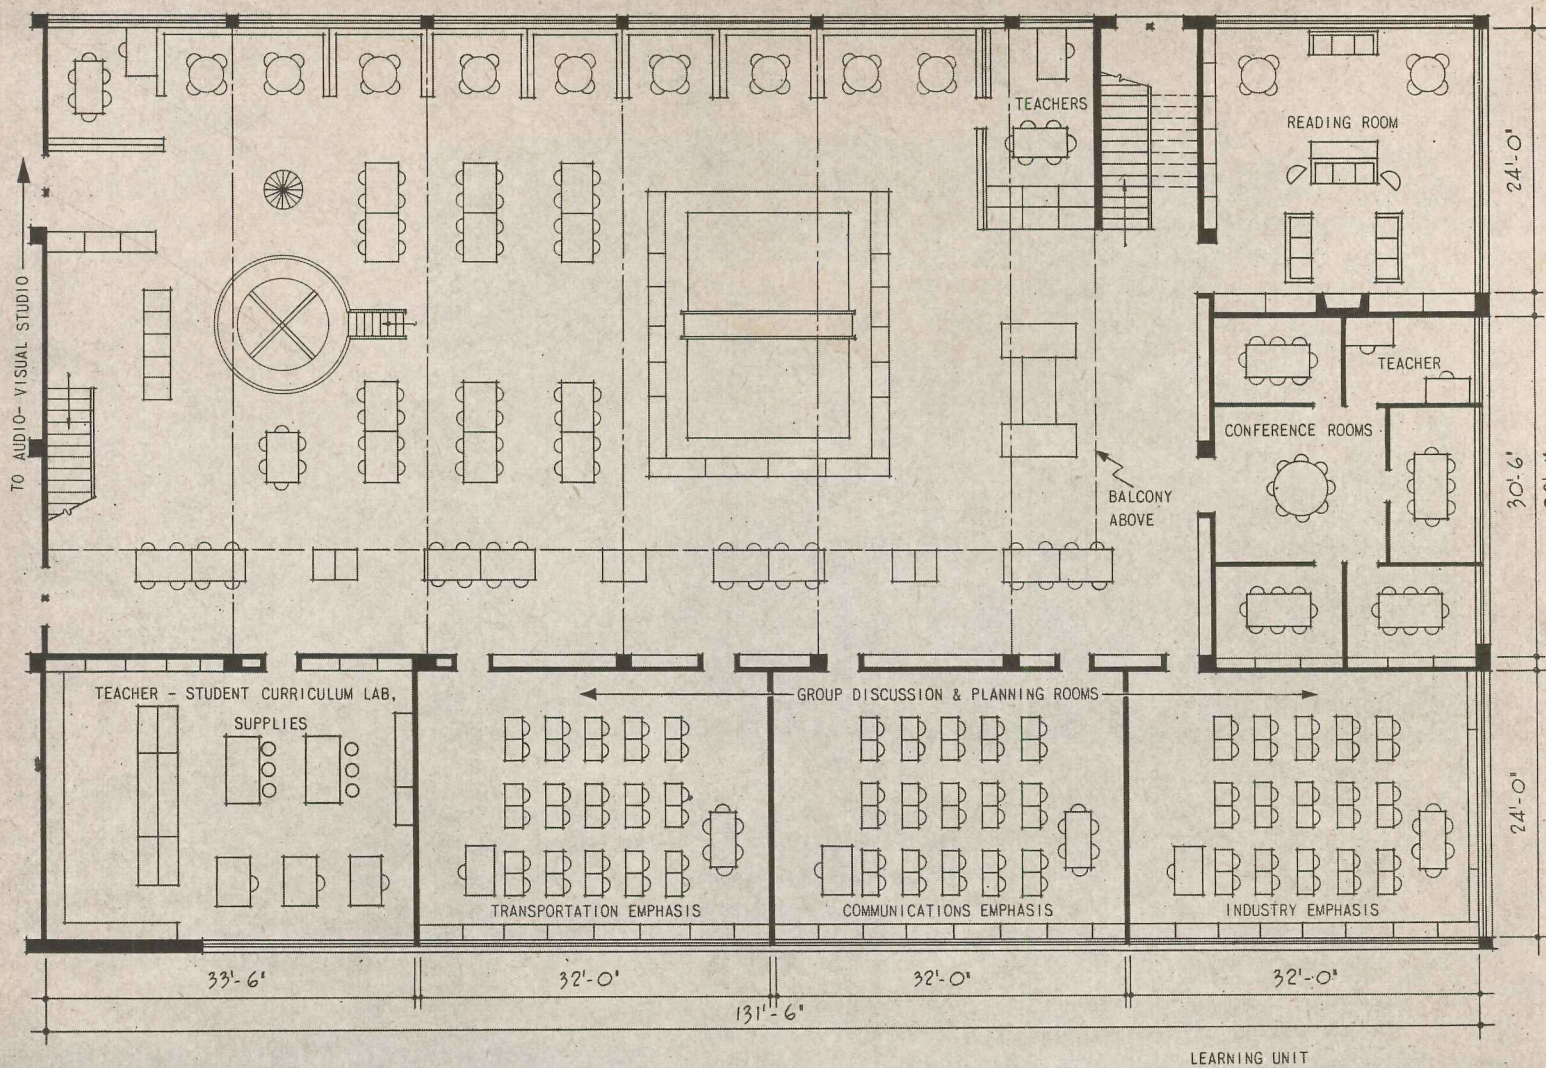 TEACHERS
READING ROOM
24'-0"
TO AUDIO-VISUAL STUDIO
TEACHER
CONFERENCE ROOMS
30'-6"
BALCONY
ABOVE
TEACHER - STUDENT CURRICULUM LAB,
SUPPLIES
GROUP DISCUSSION & PLANNING ROOMS
24'-0"
TRANSPORTATION EMPHASIS
COMMUNICATIONS EMPHASIS
INDUSTRY EMPHASIS
33'-6"
32'-0"
32'-0"
32'-0"
131'-6"
LEARNING UNIT